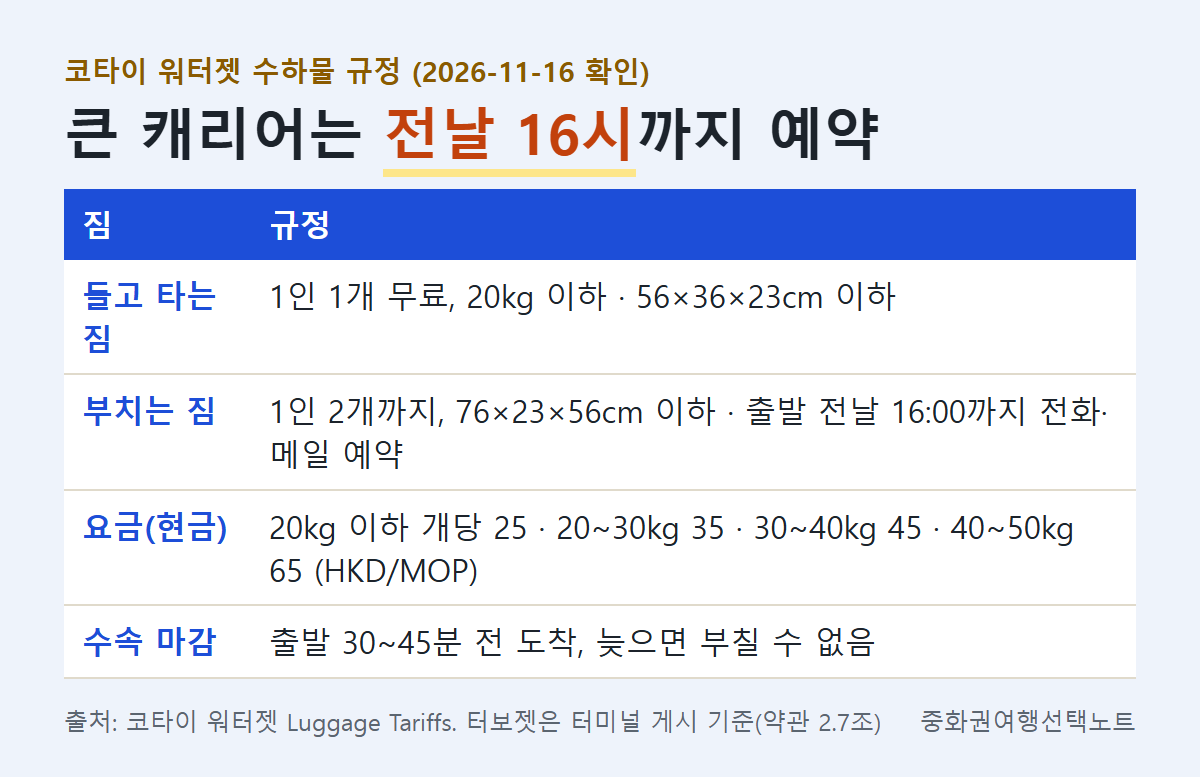 코타이 워터젯 수하물 규정 (2026-11-16 확인)
큰 캐리어는 전날 16시까지 예약
짐 규정
들고 타는 짐 1인 1개 무료, 20kg 이하 · 56×36×23cm 이하
부치는 짐 1인 2개까지, 76×23×56cm 이하 · 출발 전날 16:00까지 전화·
메일 예약
요금(현금) 20kg 이하 개당 25 · 20~30kg 35 · 30~40kg 45 · 40~50kg
65 (HKD/MOP)
수속 마감 출발 30~45분 전 도착, 늦으면 부칠 수 없음
출처: 코타이 워터젯 Luggage Tariffs. 터보젯은 터미널 게시 기준(약관 2.7조) 중화권여행선택노트